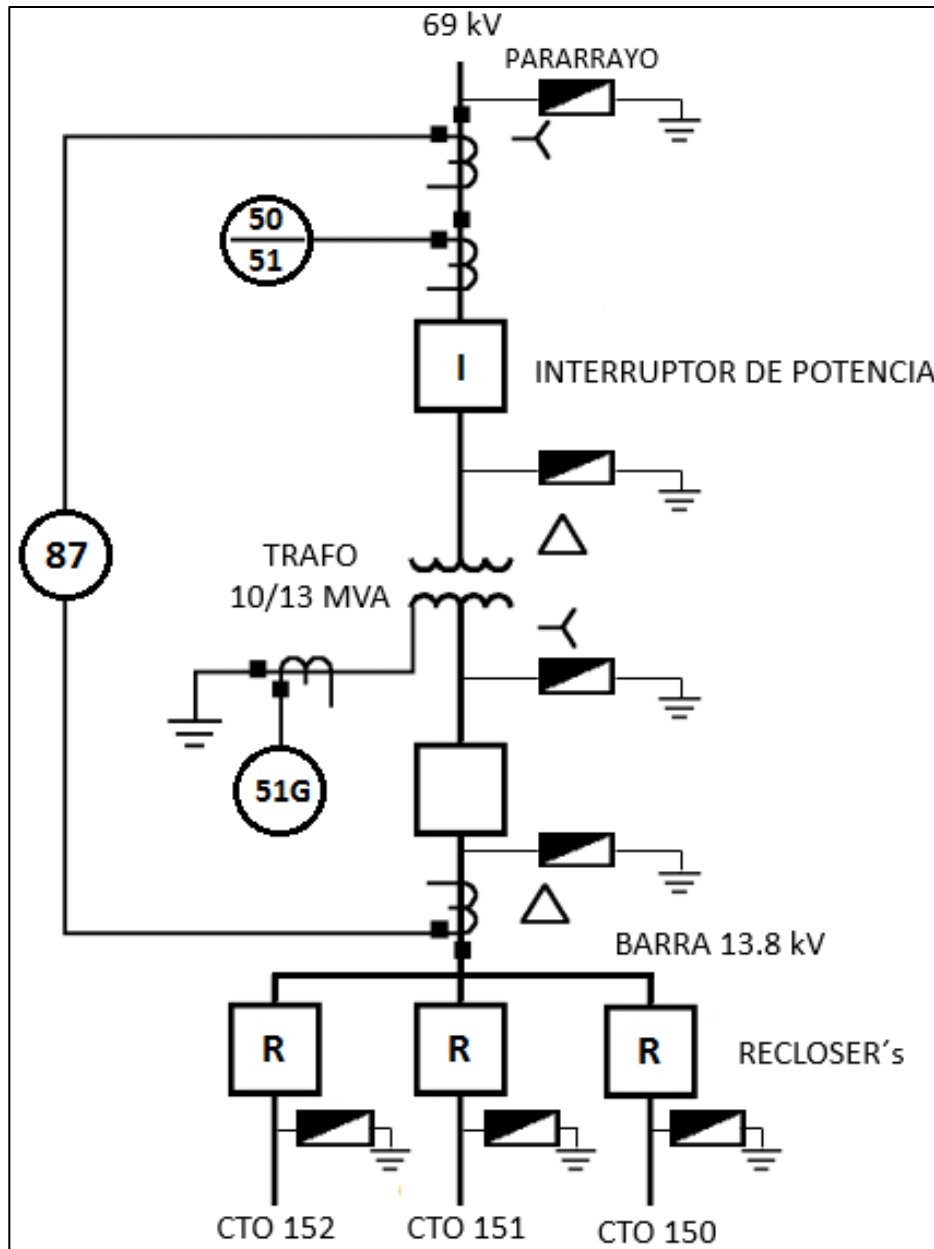 69 kV
PARARRAYO
50
51
I
INTERRUPTOR DE POTENCIA
87
TRAFO
10/13 MVA
51G
BARRA 13.8 kV
R
R
R
RECLOSER´s
CTO 152
CTO 151
CTO 150